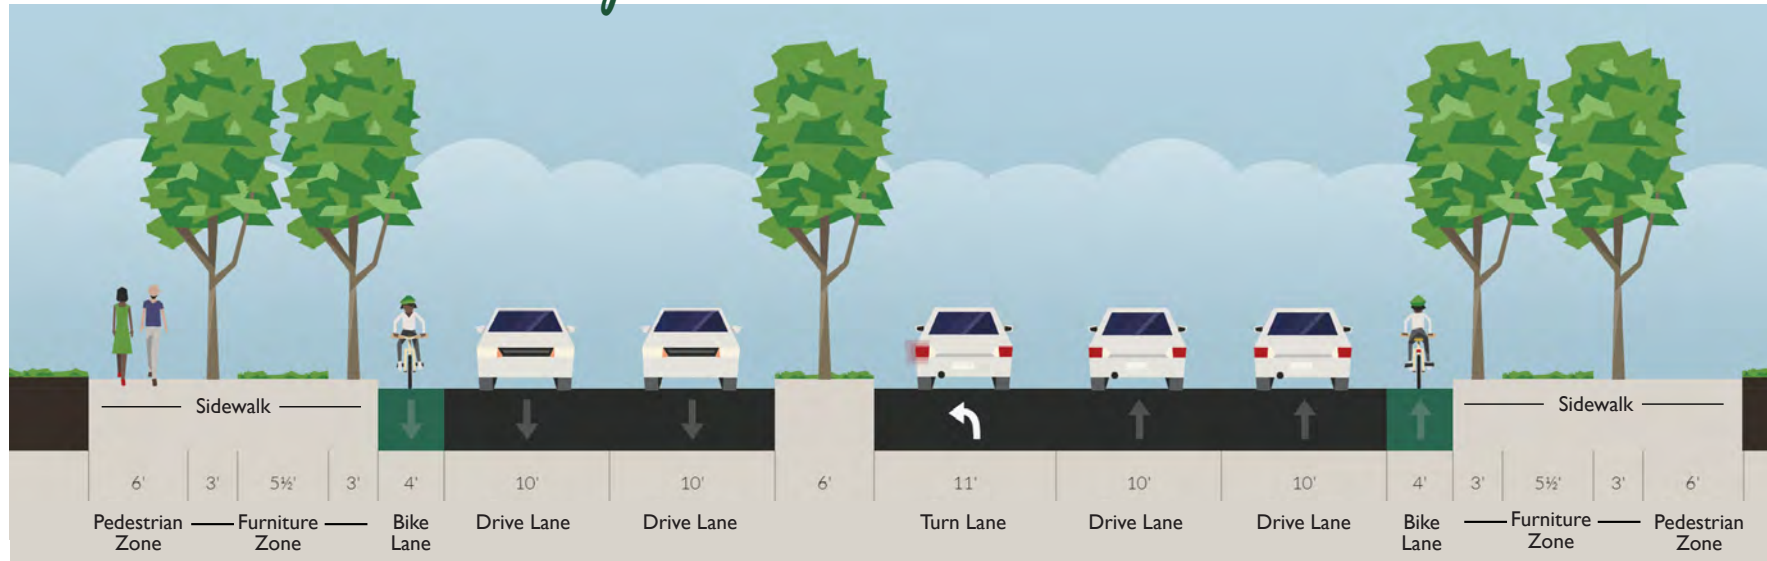 Sidewalk
Sidewalk
6' 3' 5½' 3' 4' 10' 10' 6' 11' 10' 10' 4' 3' 5½' 3' 6'
Pedestrian Zone
Furniture Zone
Bike Lane
Drive Lane
Drive Lane
Turn Lane
Drive Lane
Drive Lane
Bike Lane
Furniture Zone
Pedestrian Zone